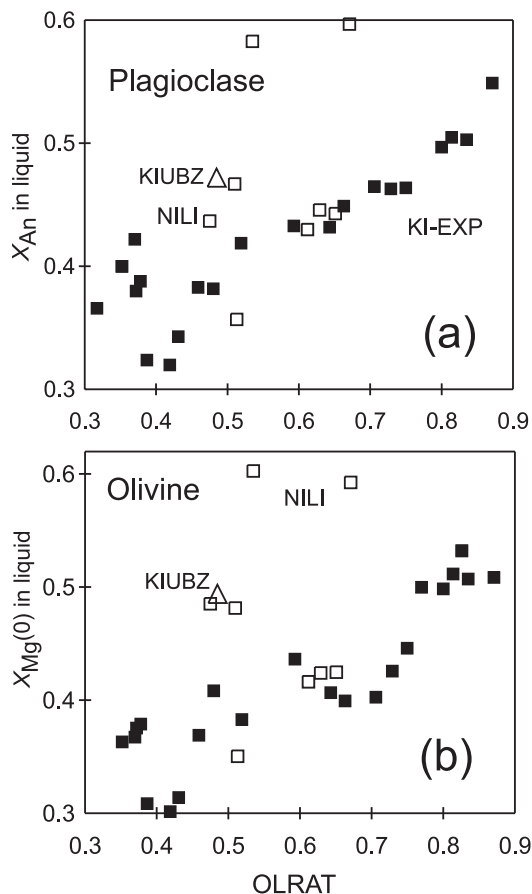 0.6
Plagioclase
0.5
KIUBZ
NILI
KI-EXP
0.4
(a)
0.3
X_An in liquid
0.3 0.4 0.5 0.6 0.7 0.8 0.9
0.6
Olivine
NILI
KIUBZ
0.5
0.4
(b)
0.3
X_Mg(0) in liquid
0.3 0.4 0.5 0.6 0.7 0.8 0.9
OLRAT